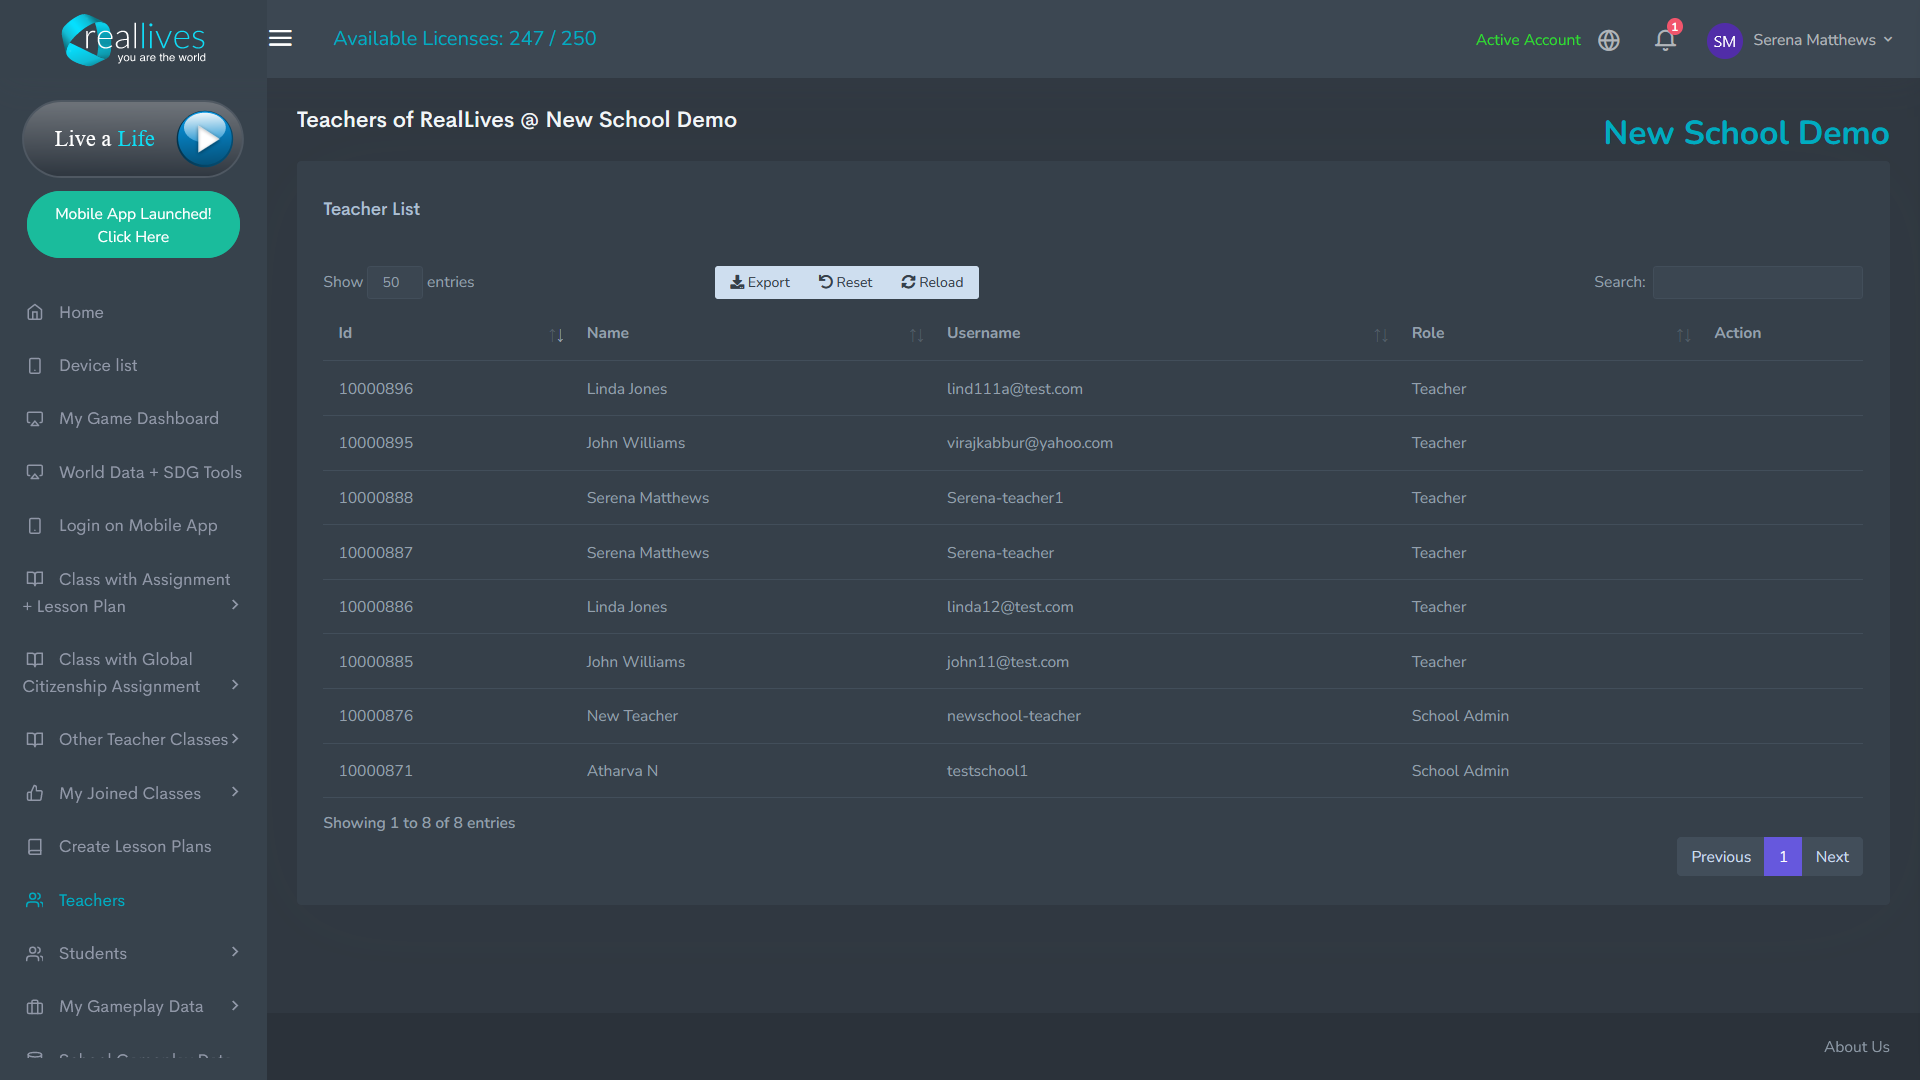 reallives
you are the world
Available Licenses: 247 / 250
Active Account
1
SM
Serena Matthews
Live a Life
Mobile App Launched!
Click Here
Home
Device list
My Game Dashboard
World Data + SDG Tools
Login on Mobile App
Class with Assignment
+ Lesson Plan
Class with Global
Citizenship Assignment
Other Teacher Classes
My Joined Classes
Create Lesson Plans
Teachers
Students
My Gameplay Data
Teachers of RealLives @ New School Demo
New School Demo
Teacher List
Show 50 entries
Export Reset Reload
Search:
Id Name Username Role Action
10000896 Linda Jones lind111a@test.com Teacher
10000895 John Williams virajkabbur@yahoo.com Teacher
10000888 Serena Matthews Serena-teacher1 Teacher
10000887 Serena Matthews Serena-teacher Teacher
10000886 Linda Jones linda12@test.com Teacher
10000885 John Williams john11@test.com Teacher
10000876 New Teacher newschool-teacher School Admin
10000871 Atharva N testschool1 School Admin
Showing 1 to 8 of 8 entries
Previous 1 Next
About Us